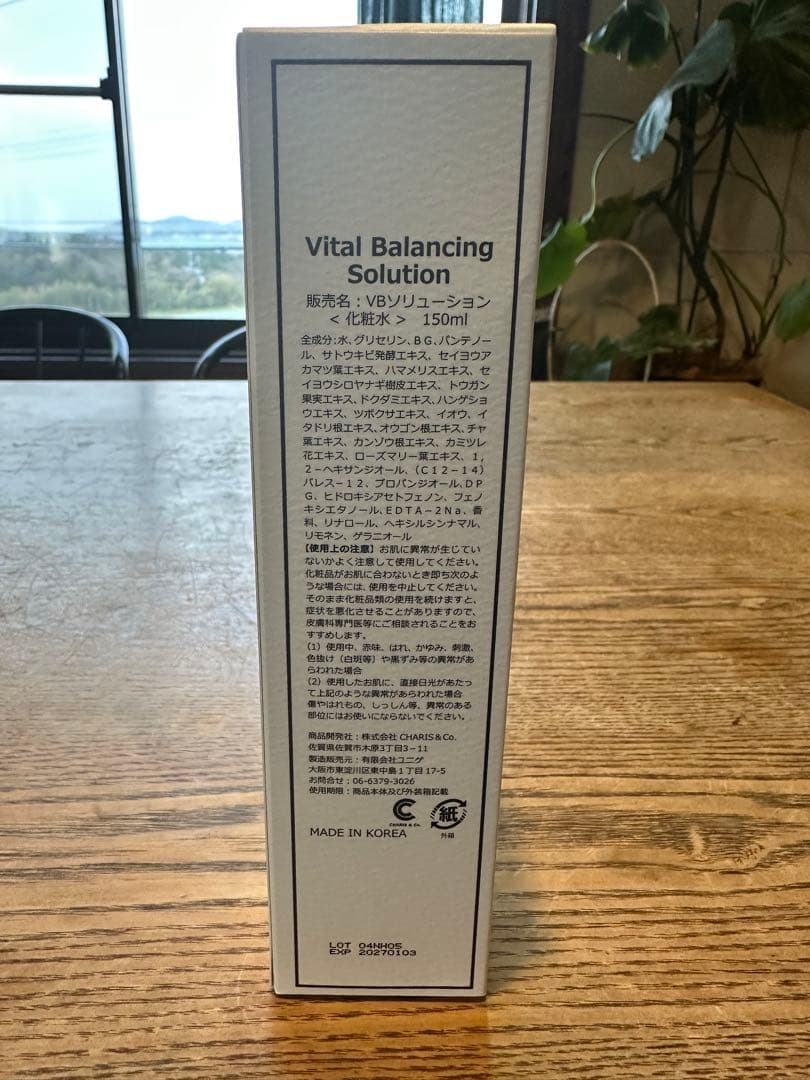 Vital Balancing
Solution
販売名：VBソリューション
＜化粧水＞ 150ml
全成分：水、グリセリン、ＢＧ、パンテノー
ル、サトウキビ発酵エキス、セイヨウア
カマツ葉エキス、ハマメリスエキス、セ
イヨウシロヤナギ樹皮エキス、トウガン
果実エキス、ドクダミエキス、ハンゲショ
ウエキス、ツボクサエキス、イオウ、イ
タドリ根エキス、オウゴン根エキス、チャ
葉エキス、カンゾウ根エキス、カミツレ
花エキス、ローズマリー葉エキス、１，
２－ヘキサンジオール、（Ｃ１２－１４）
パレス－１２、プロパンジオール、ＤＰ
Ｇ、ヒドロキシアセトフェノン、フェノ
キシエタノール、ＥＤＴＡ－２Ｎａ、香
料、リナロール、ヘキシルシンナマル、
リモネン、ゲラニオール
【使用上の注意】お肌に異常が生じてい
ないかよく注意して使用してください。
化粧品がお肌に合わないとき即ち次のよ
うな場合には、使用を中止してください。
そのまま化粧品類の使用を続けますと、
症状を悪化させることがありますので、
皮膚科専門医等にご相談されることをお
すすめします。
（1）使用中、赤味、はれ、かゆみ、刺激、
色抜け（白斑等）や黒ずみ等の異常があ
らわれた場合
（2）使用したお肌に、直接日光があたっ
て上記のような異常があらわれた場合
傷やはれもの、しっしん等、異常のある
部位にはお使いにならないでください。
商品開発社：株式会社 CHARIS＆Co.
佐賀県佐賀市木原3丁目3－11
製造販売元：有限会社ユニゲ
大阪市東淀川区東中島１丁目 17-5
お問合せ：06-6379-3026
使用期限：商品本体及び外装箱記載
CHARIS & Co.
紙
外箱
MADE IN KOREA
LOT 04NH05
EXP 20270103